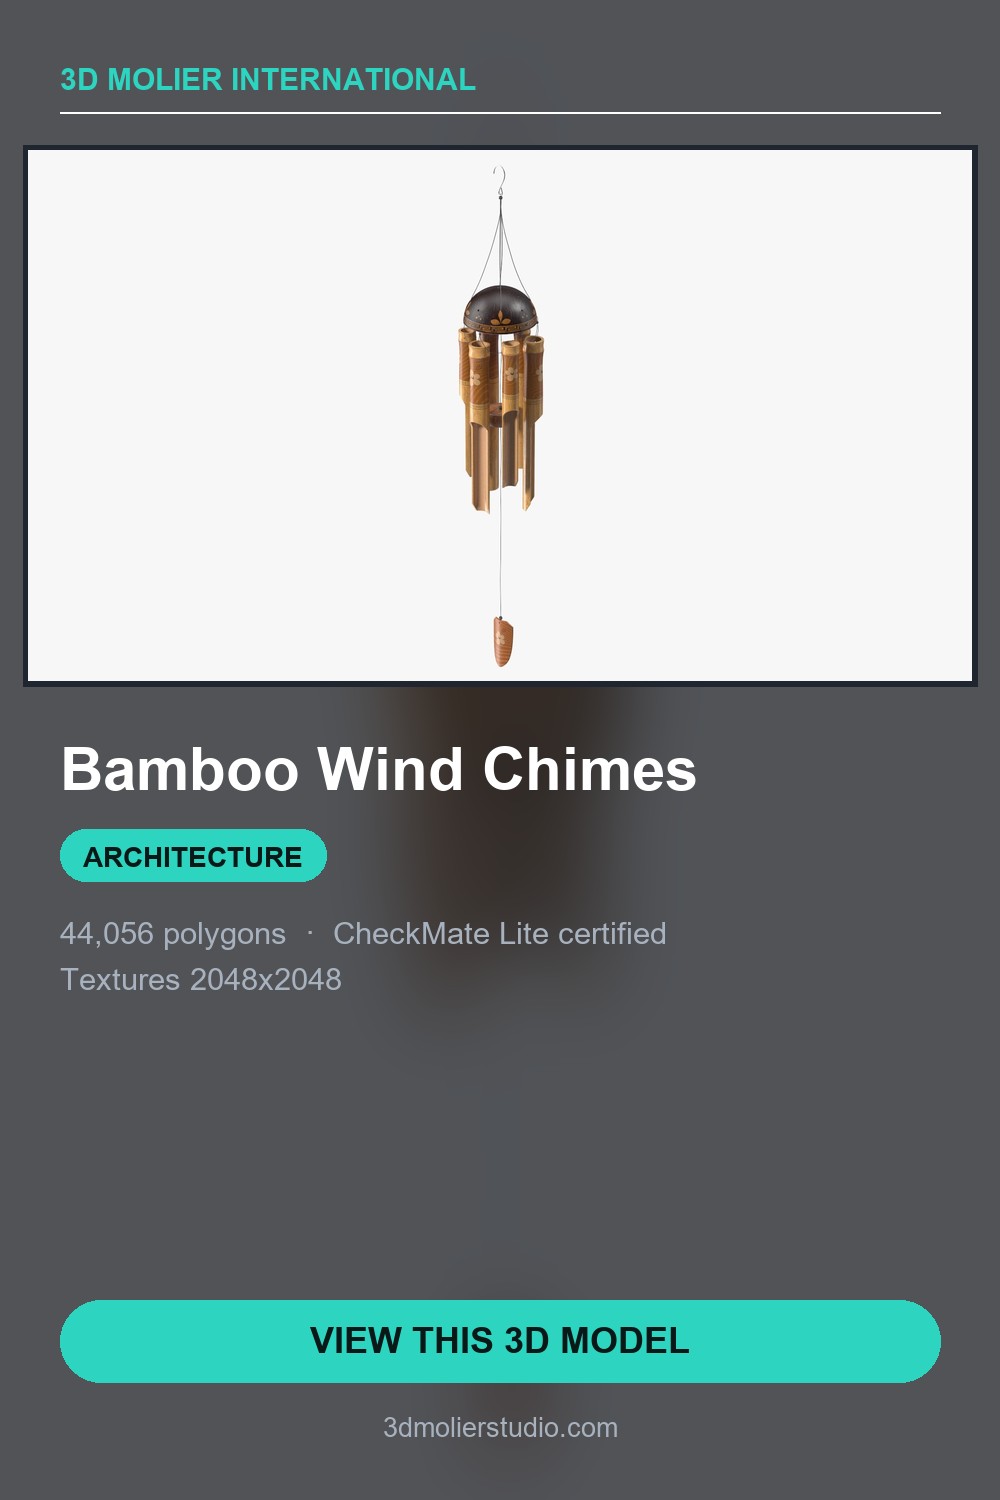 3D MOLIER INTERNATIONAL
Bamboo Wind Chimes
ARCHITECTURE
44,056 polygons · CheckMate Lite certified
Textures 2048x2048
VIEW THIS 3D MODEL
3dmolierstudio.com